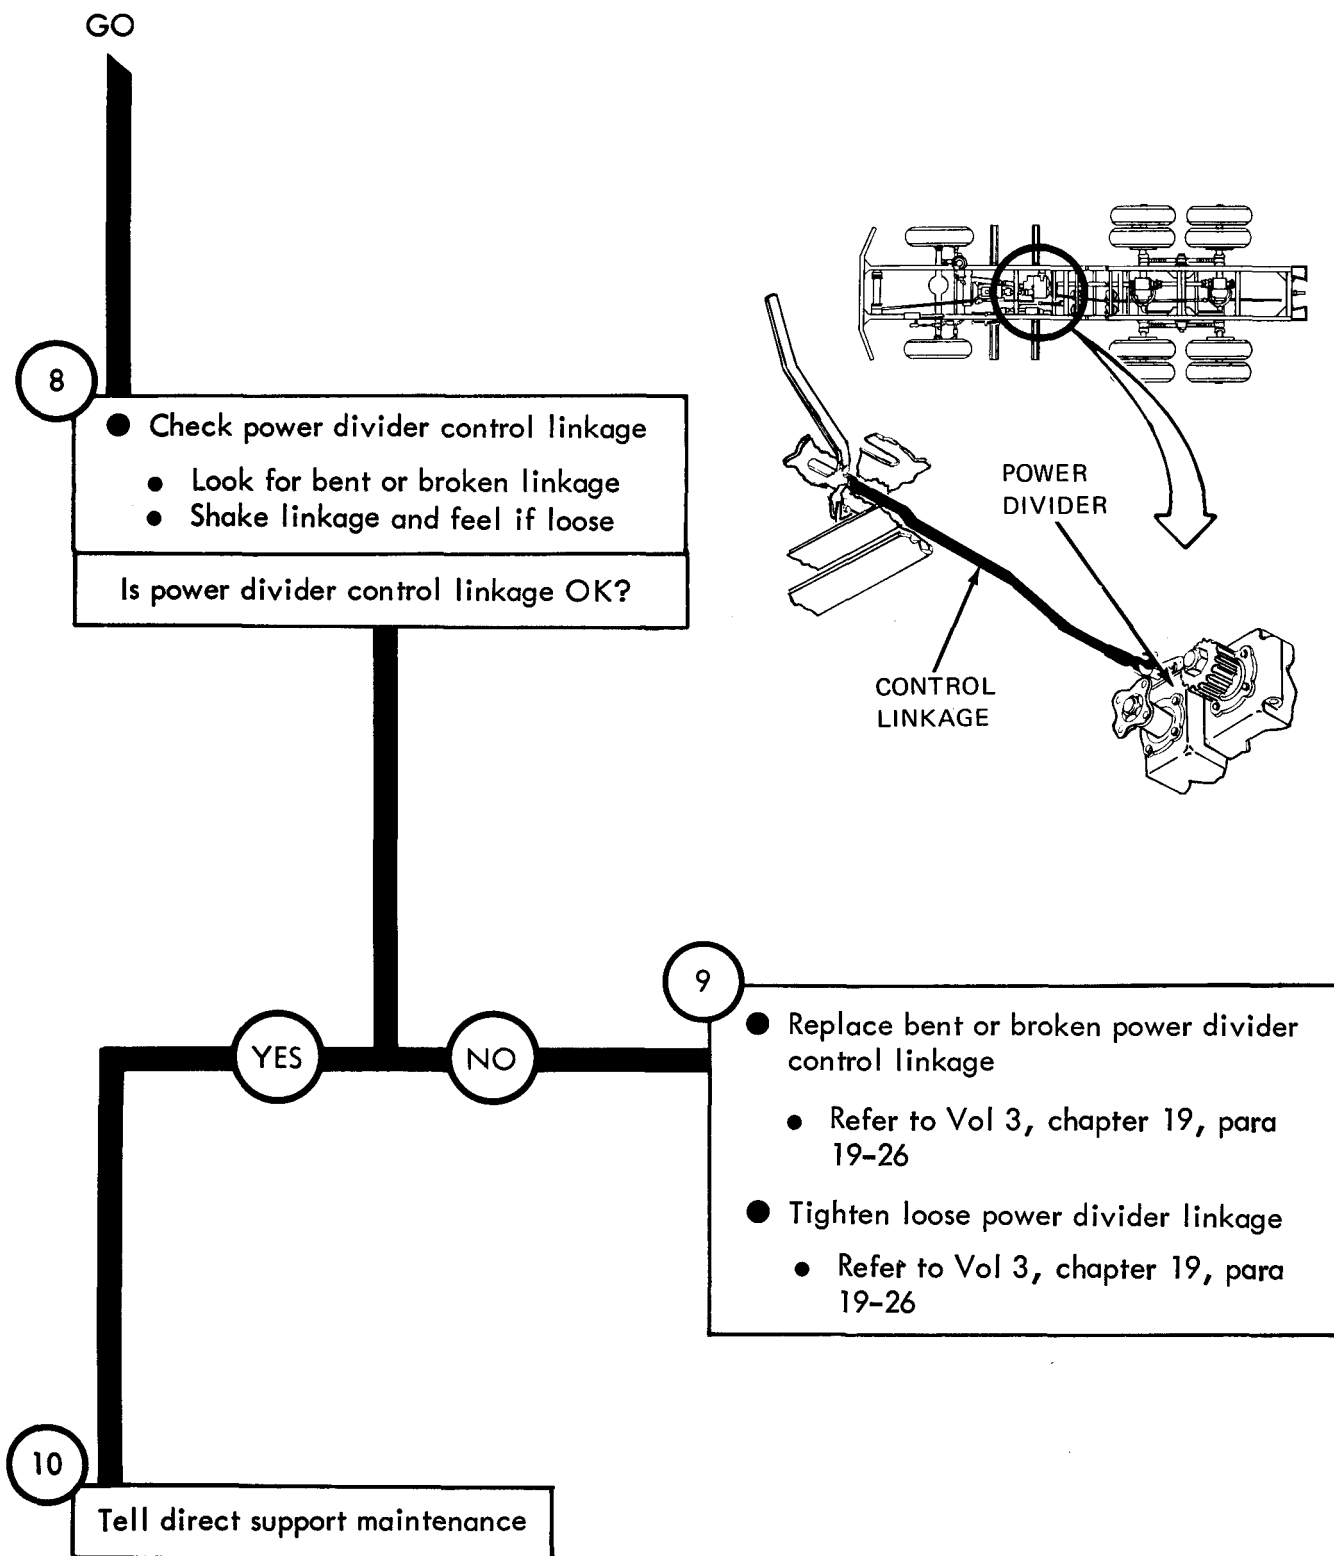 GO
8
● Check power divider control linkage
● Look for bent or broken linkage
● Shake linkage and feel if loose
Is power divider control linkage OK?
POWER
DIVIDER
CONTROL
LINKAGE
YES
NO
9
● Replace bent or broken power divider
control linkage
● Refer to Vol 3, chapter 19, para
19-26
● Tighten loose power divider linkage
● Refer to Vol 3, chapter 19, para
19-26
10
Tell direct support maintenance